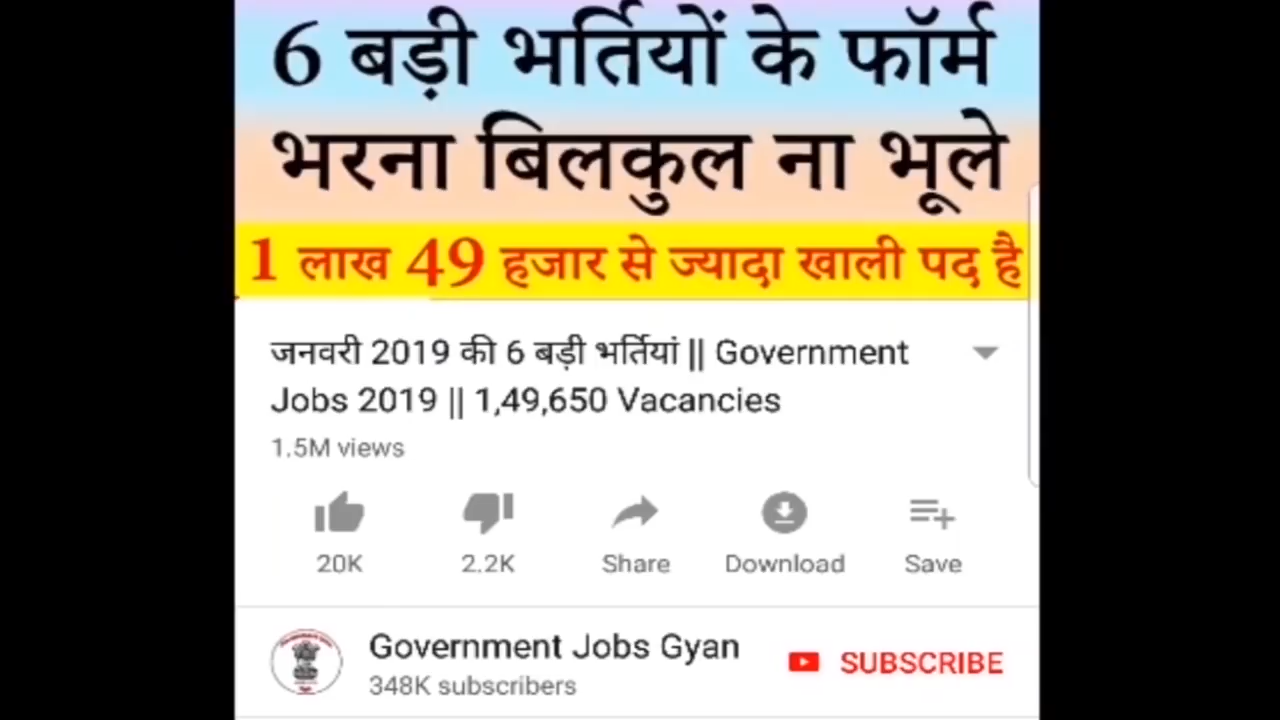 6 बड़ी भर्तियों के फॉर्म
भरना बिलकुल ना भूले
1 लाख 49 हजार से ज्यादा खाली पद है
जनवरी 2019 की 6 बड़ी भर्तियां || Government
Jobs 2019 || 1,49,650 Vacancies
1.5M views
20K 2.2K Share Download Save
Government Jobs Gyan
348K subscribers
SUBSCRIBE